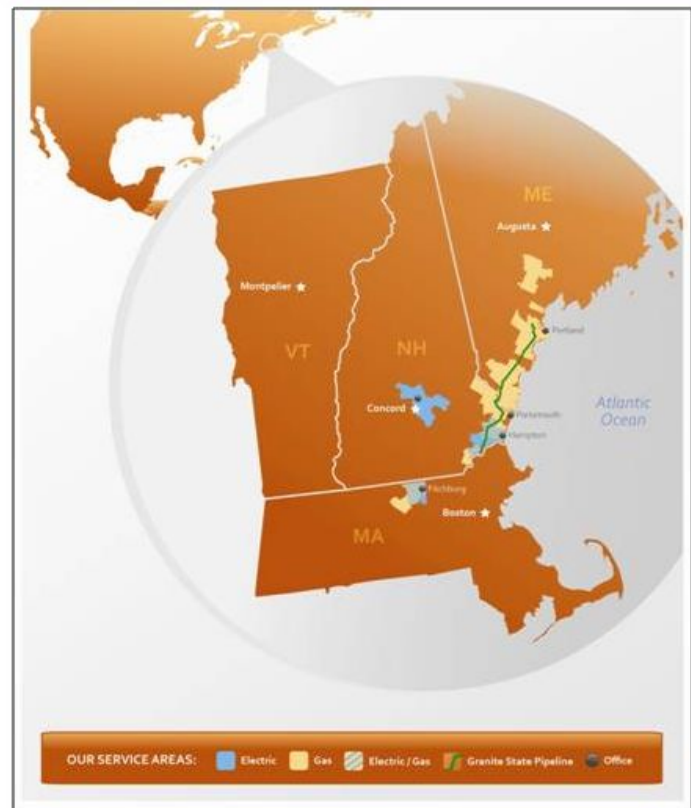 ME
Augusta
Montpelier
VT
NH
Portland
Concord
Portsmouth
Hampton
Atlantic
Ocean
Fitchburg
Boston
MA
OUR SERVICE AREAS: Electric Gas Electric / Gas Granite State Pipeline Office